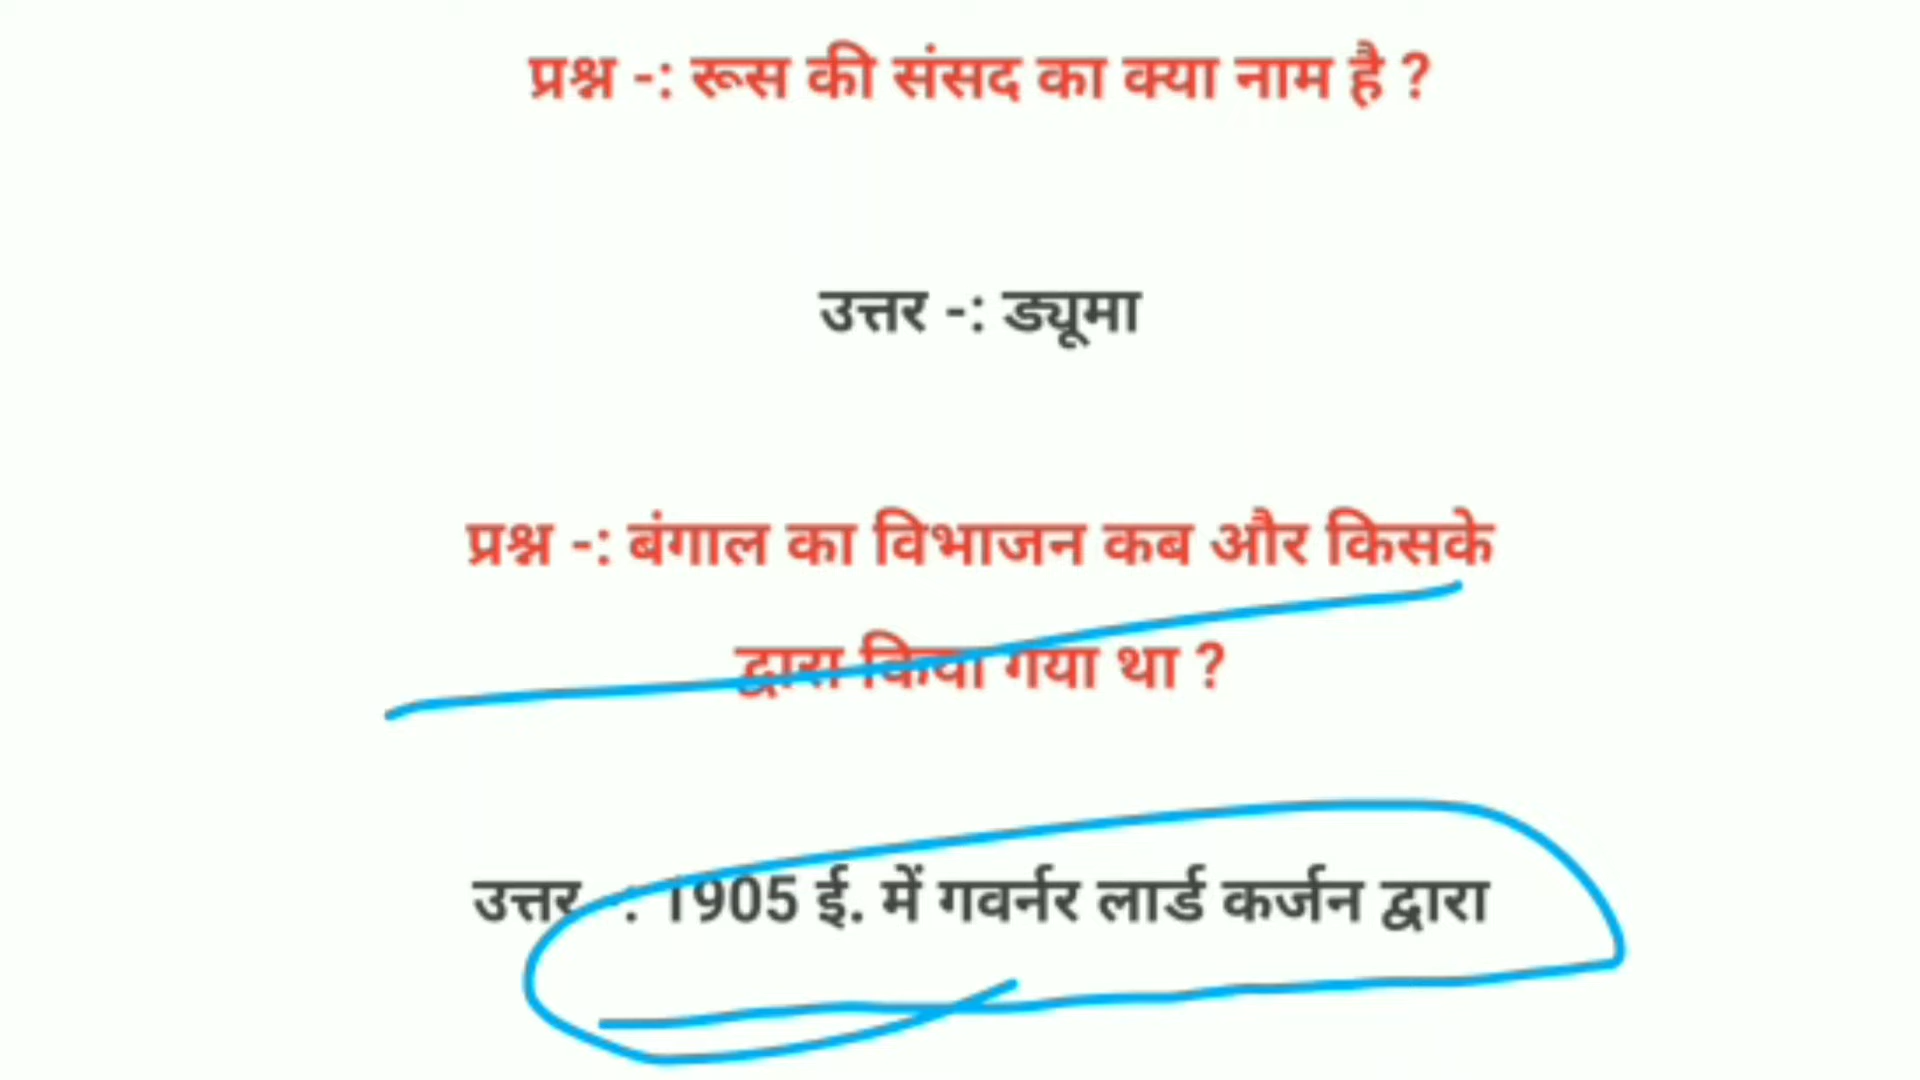 प्रश्न -: रूस की संसद का क्या नाम है ?
उत्तर -: ड्यूमा
प्रश्न -: बंगाल का विभाजन कब और किसके
द्वारा किया गया था ?
उत्तर -: 1905 ई. में गवर्नर लार्ड कर्जन द्वारा